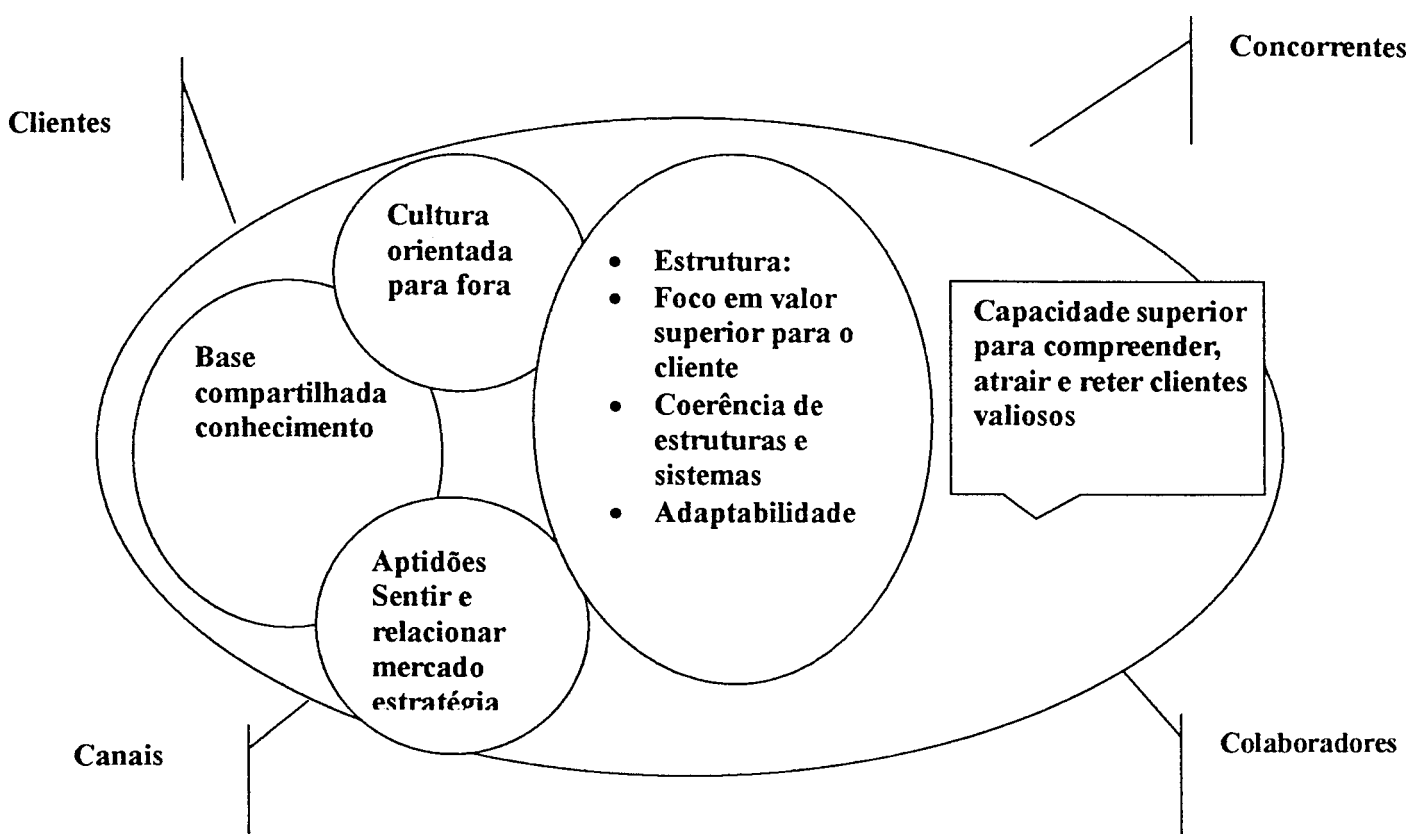 Concorrentes
Clientes
Cultura
orientada
para fora
Base
compartilhada
conhecimento
• Estrutura:
• Foco em valor
superior para o
cliente
• Coerência de
estruturas e
sistemas
• Adaptabilidade
Capacidade superior
para compreender,
atrair e reter clientes
valiosos
Aptidões
Sentir e
relacionar
mercado
estratégia
Canais
Colaboradores